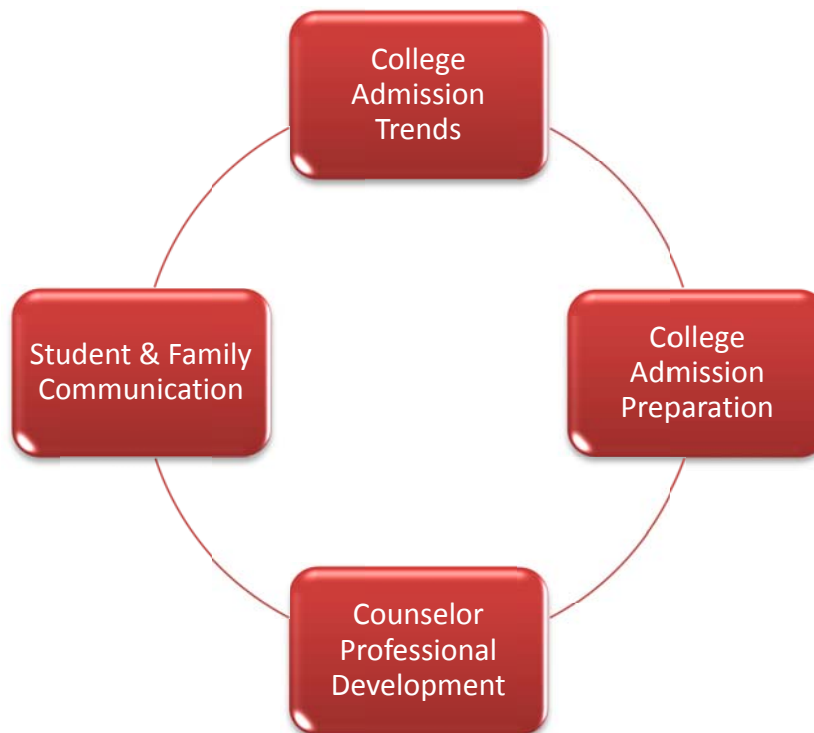 College
Admission
Trends
Student & Family
Communication
College
Admission
Preparation
Counselor
Professional
Development